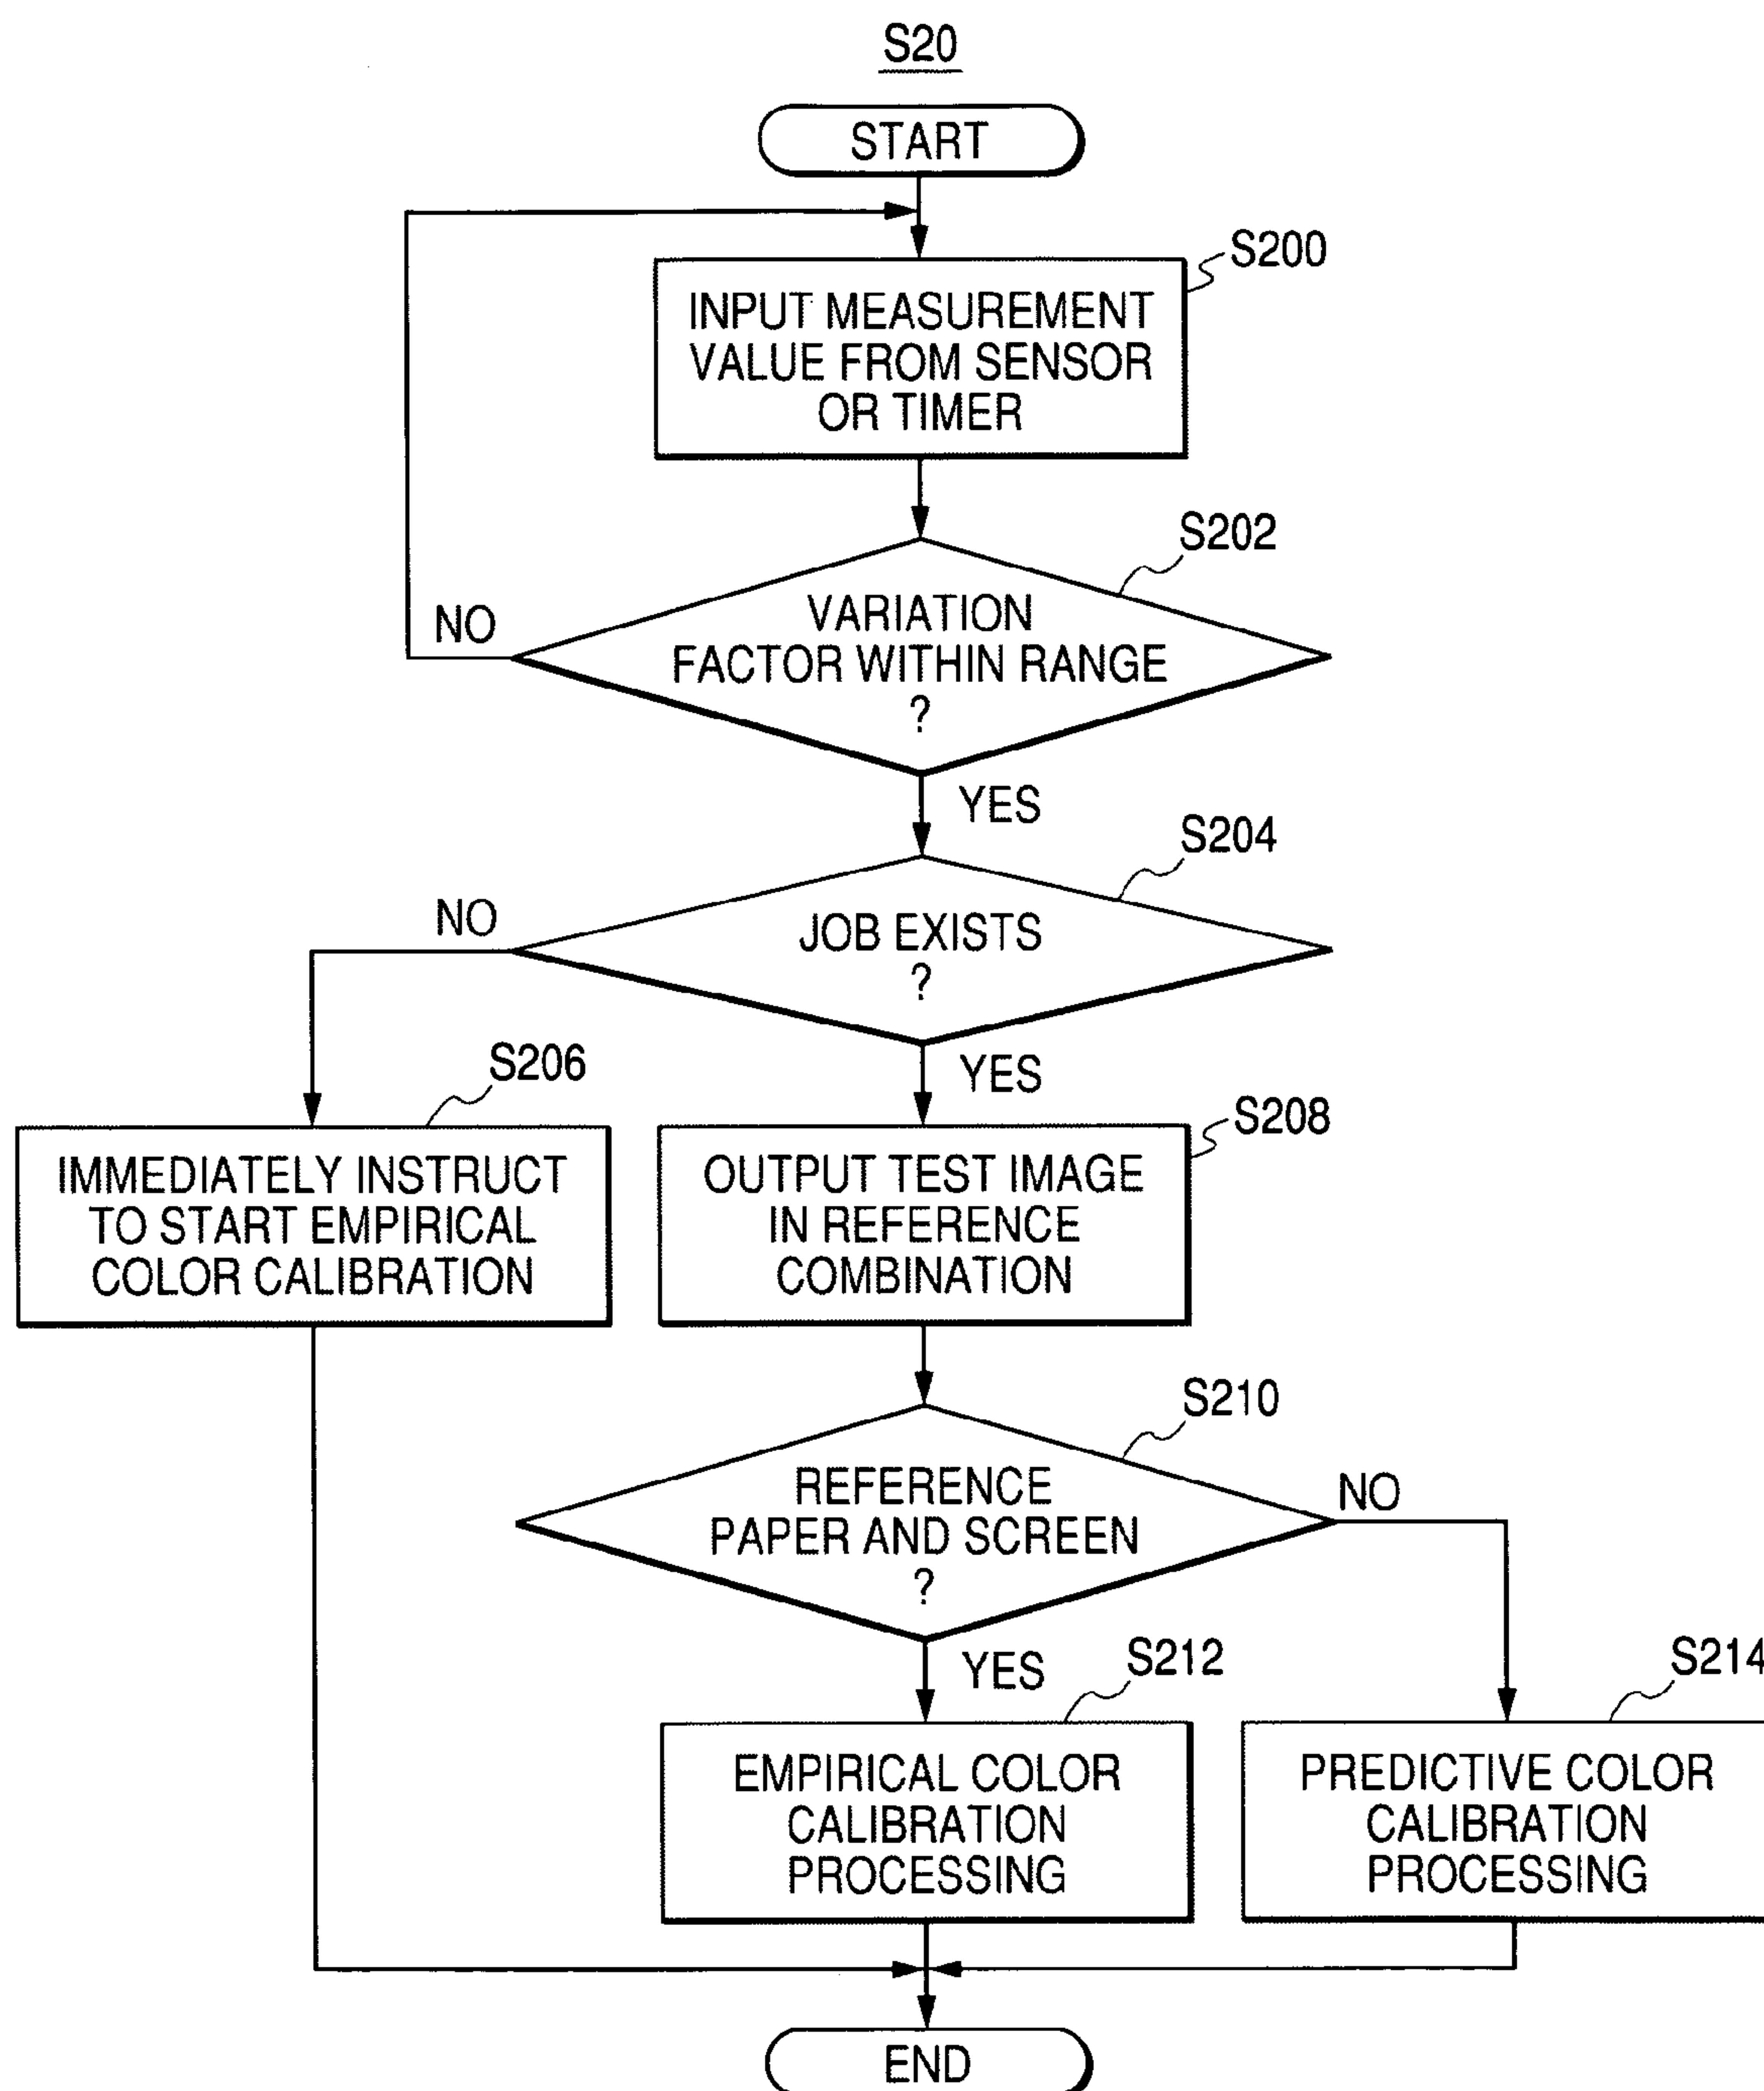 S20
START
S200
INPUT MEASUREMENT
VALUE FROM SENSOR
OR TIMER
S202
VARIATION
FACTOR WITHIN RANGE
?
NO
YES
S204
JOB EXISTS
?
NO
YES
S206
IMMEDIATELY INSTRUCT
TO START EMPIRICAL
COLOR CALIBRATION
S208
OUTPUT TEST IMAGE
IN REFERENCE
COMBINATION
S210
REFERENCE
PAPER AND SCREEN
?
NO
YES
S212
EMPIRICAL COLOR
CALIBRATION
PROCESSING
S214
PREDICTIVE COLOR
CALIBRATION
PROCESSING
END